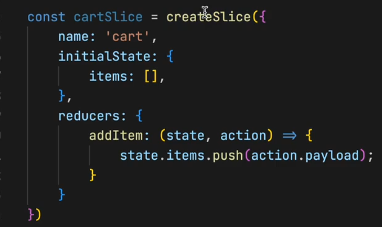 const cartSlice = createSlice({
    name: 'cart',
    initialState: {
        items: [],
    },
    reducers: {
        addItem: (state, action) => {
            state.items.push(action.payload);
        }
    }
})